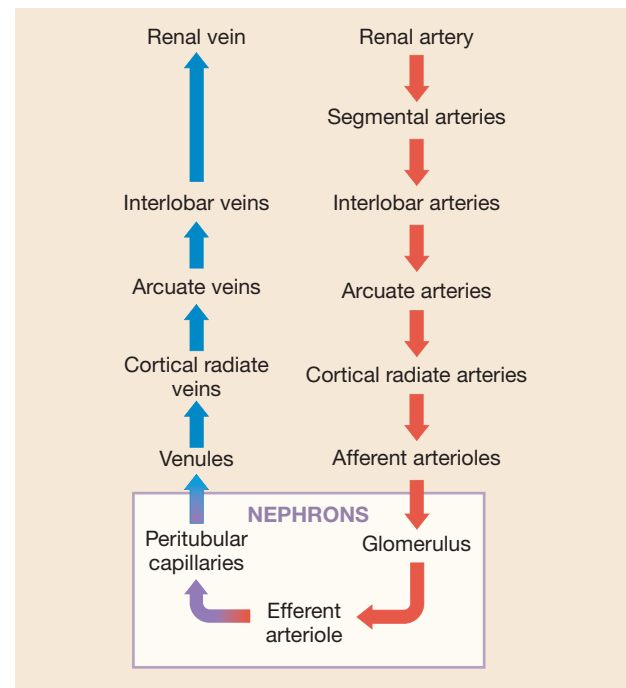 Renal vein
Renal artery
Segmental arteries
Interlobar veins
Interlobar arteries
Arcuate veins
Arcuate arteries
Cortical radiate
veins
Cortical radiate arteries
Venules
Afferent arterioles
NEPHRONS
Peritubular
capillaries
Glomerulus
Efferent
arteriole